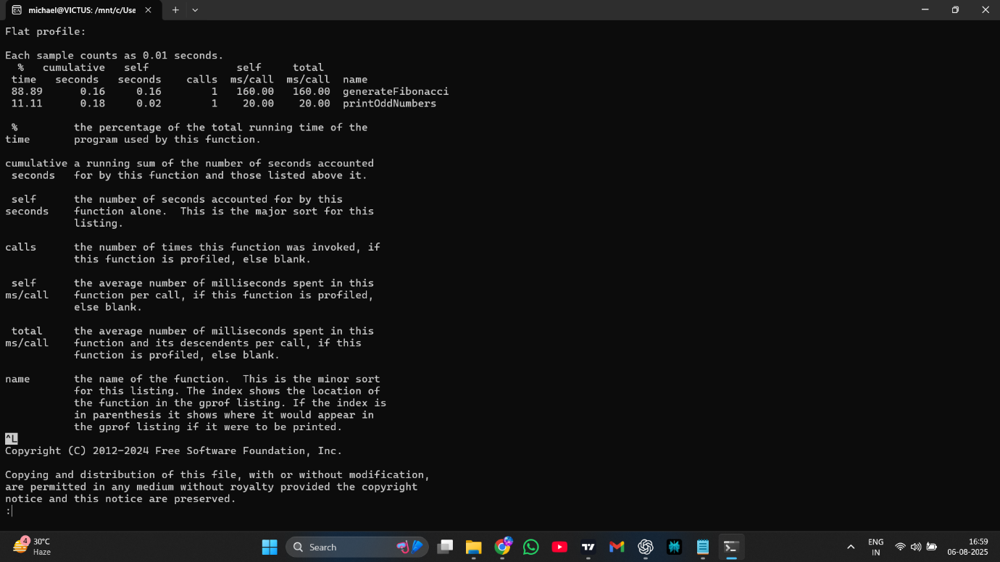 michael@VICTUS: /mnt/c/Use
Flat profile:
Each sample counts as 0.01 seconds.
  %   cumulative   self              self     total
 time   seconds   seconds    calls  ms/call  ms/call  name
 88.89      0.16     0.16        1   160.00   160.00  generateFibonacci
 11.11      0.18     0.02        1    20.00    20.00  printOddNumbers
 %         the percentage of the total running time of the
time       program used by this function.
cumulative a running sum of the number of seconds accounted
 seconds   for by this function and those listed above it.
 self      the number of seconds accounted for by this
seconds    function alone.  This is the major sort for this
           listing.
calls      the number of times this function was invoked, if
           this function is profiled, else blank.
 self      the average number of milliseconds spent in this
ms/call    function per call, if this function is profiled,
           else blank.
 total     the average number of milliseconds spent in this
ms/call    function and its descendents per call, if this
           function is profiled, else blank.
name       the name of the function.  This is the minor sort
           for this listing. The index shows the location of
           the function in the gprof listing. If the index is
           in parenthesis it shows where it would appear in
           the gprof listing if it were to be printed.
^L
Copyright (C) 2012-2024 Free Software Foundation, Inc.
Copying and distribution of this file, with or without modification,
are permitted in any medium without royalty provided the copyright
notice and this notice are preserved.
:
4 30°C
Haze
Search
ENG
IN
16:59
06-08-2025